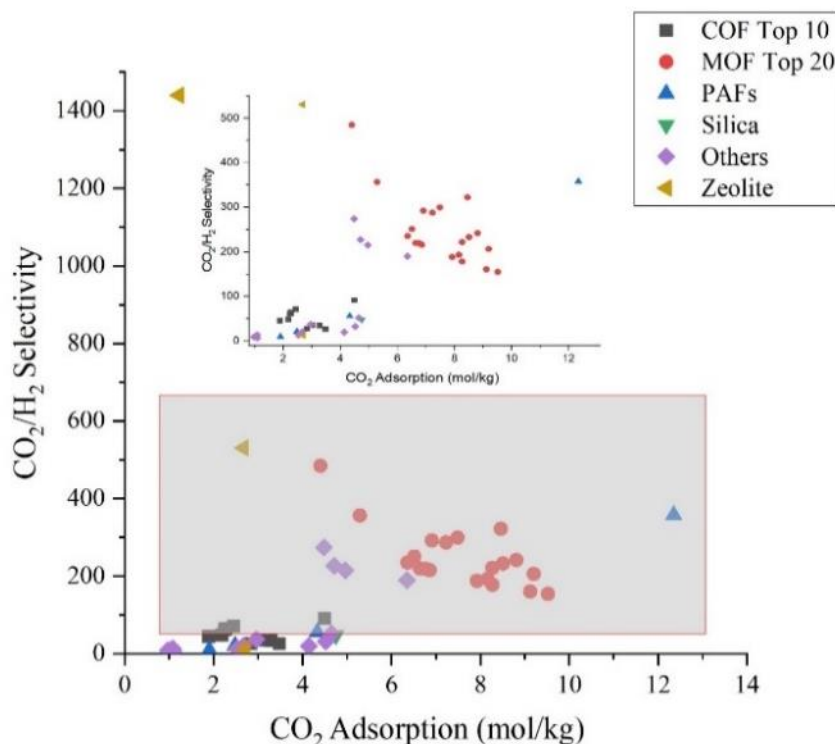 COF Top 10
MOF Top 20
PAFs
Silica
Others
Zeolite
1400
1200
1000
800
600
400
200
0
CO₂/H₂ Selectivity
500
400
300
200
100
0
CO₂/H₂ Selectivity
2 4 6 8 10 12
CO₂ Adsorption (mol/kg)
0 2 4 6 8 10 12 14
CO₂ Adsorption (mol/kg)